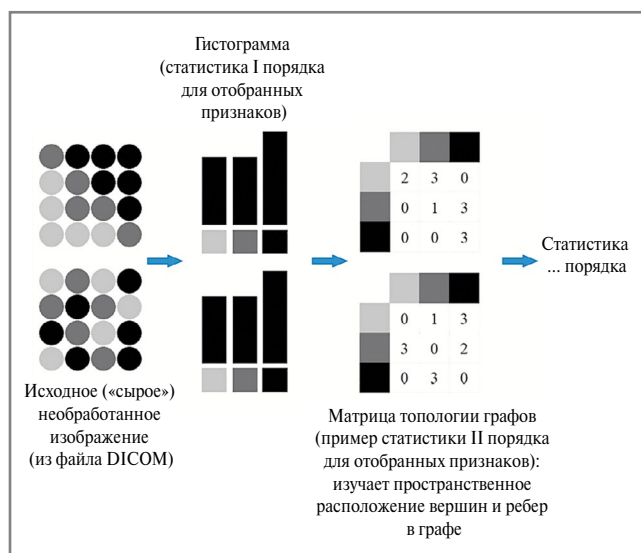 Гистограмма
(статистика I порядка
для отобранных
признаков)
2 3 0
0 1 3
0 0 3
Статистика
... порядка
0 1 3
3 0 2
0 3 0
Исходное («сырое»)
необработанное
изображение
(из файла DICOM)
Матрица топологии графов
(пример статистики II порядка
для отобранных признаков):
изучает пространственное
расположение вершин и ребер
в графе